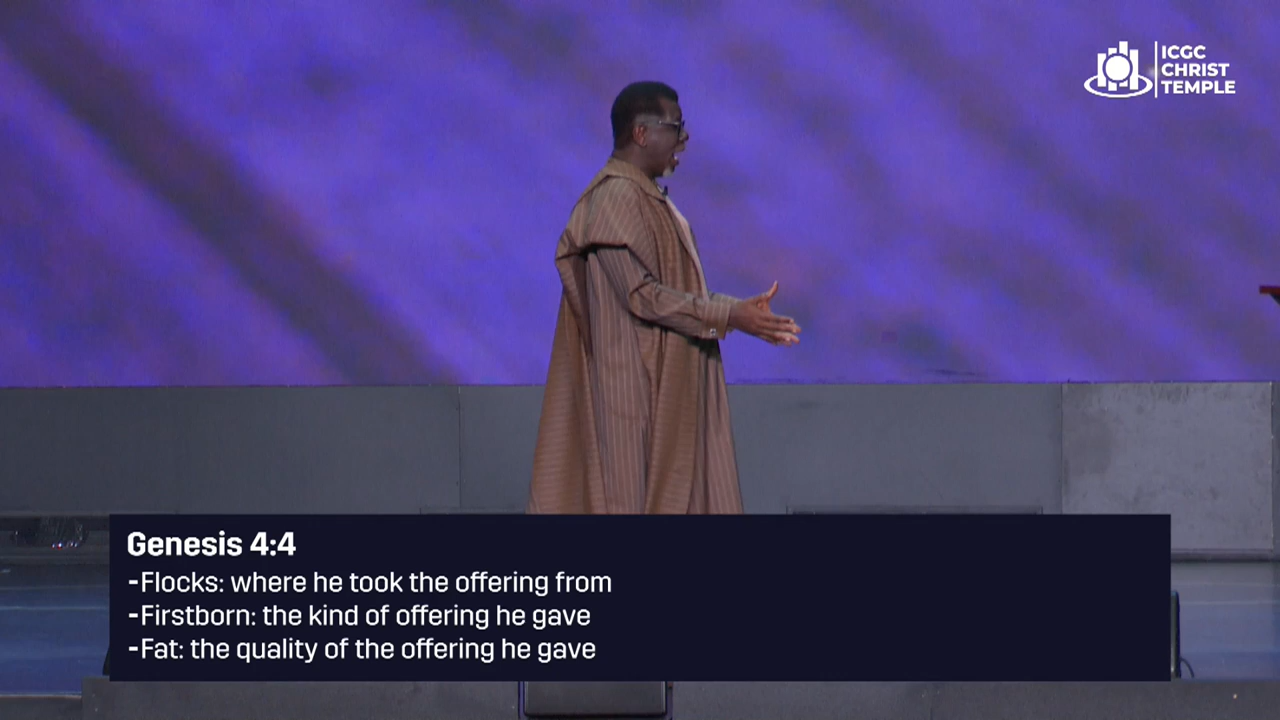 ICGC
CHRIST
TEMPLE
Genesis 4:4
-Flocks: where he took the offering from
-Firstborn: the kind of offering he gave
-Fat: the quality of the offering he gave